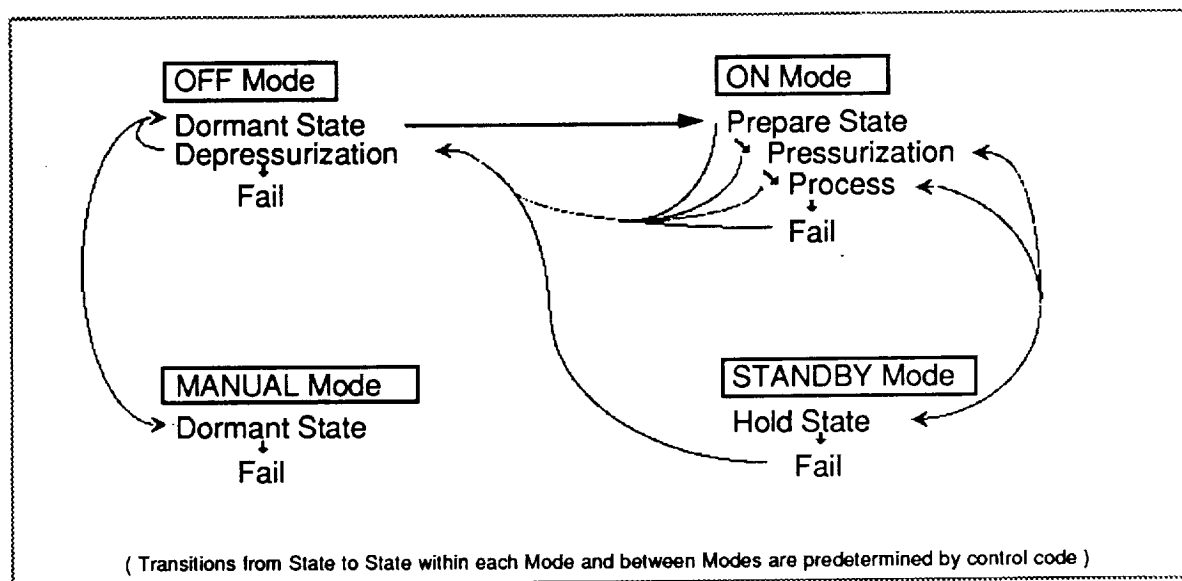 OFF Mode
Dormant State
Depressurization
Fail
ON Mode
Prepare State
Pressurization
Process
Fail
MANUAL Mode
Dormant State
Fail
STANDBY Mode
Hold State
Fail
( Transitions from State to State within each Mode and between Modes are predetermined by control code )